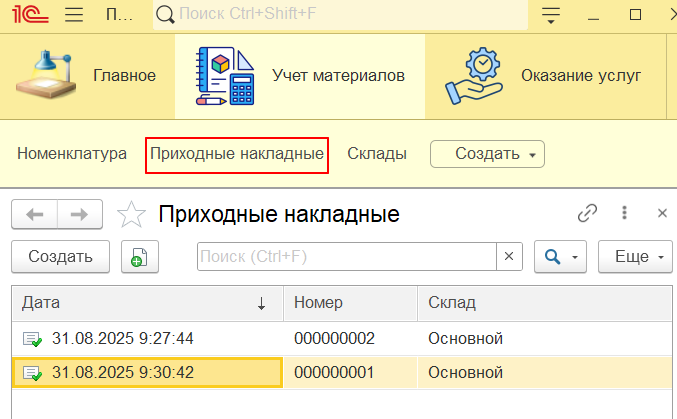 1С П... Поиск Ctrl+Shift+F
Главное Учет материалов Оказание услуг
Номенклатура Приходные накладные Склады Создать
Приходные накладные
Создать Поиск (Ctrl+F) Еще
Дата Номер Склад
31.08.2025 9:27:44 000000002 Основной
31.08.2025 9:30:42 000000001 Основной